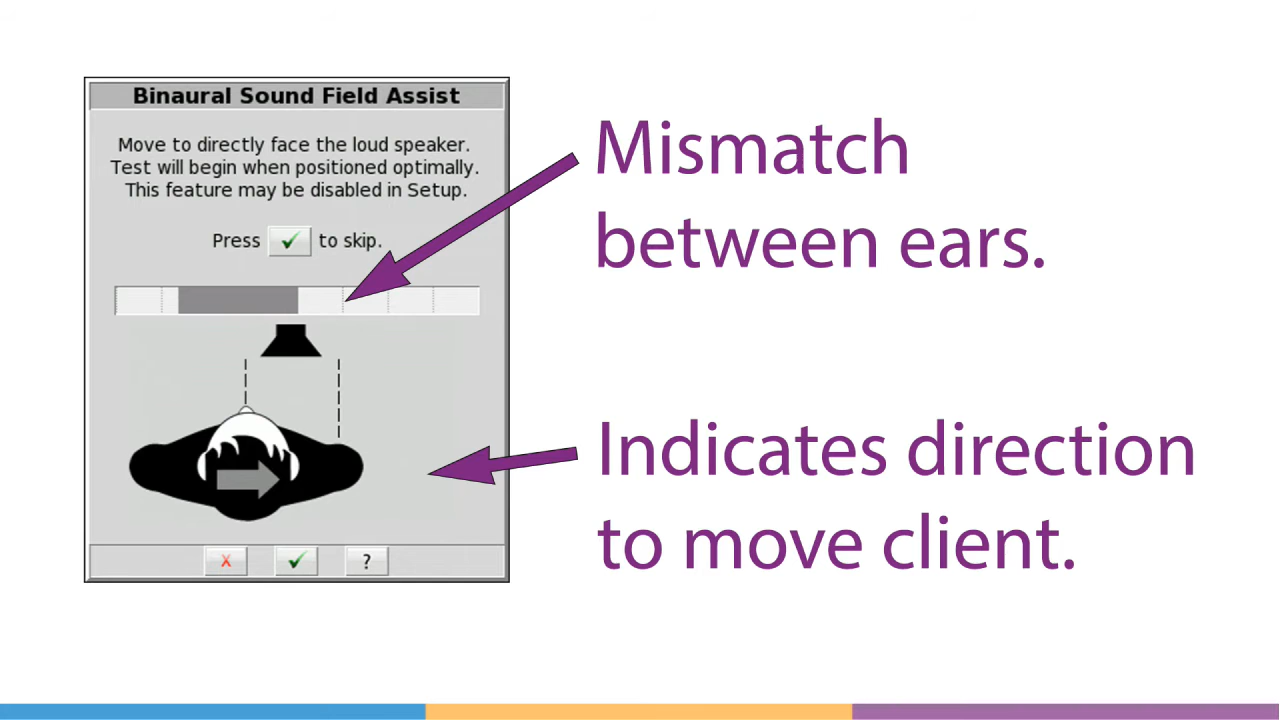 Binaural Sound Field Assist
Move to directly face the loud speaker.
Test will begin when positioned optimally.
This feature may be disabled in Setup.
Press ✓ to skip.
X ✓ ?
Mismatch
between ears.
Indicates direction
to move client.